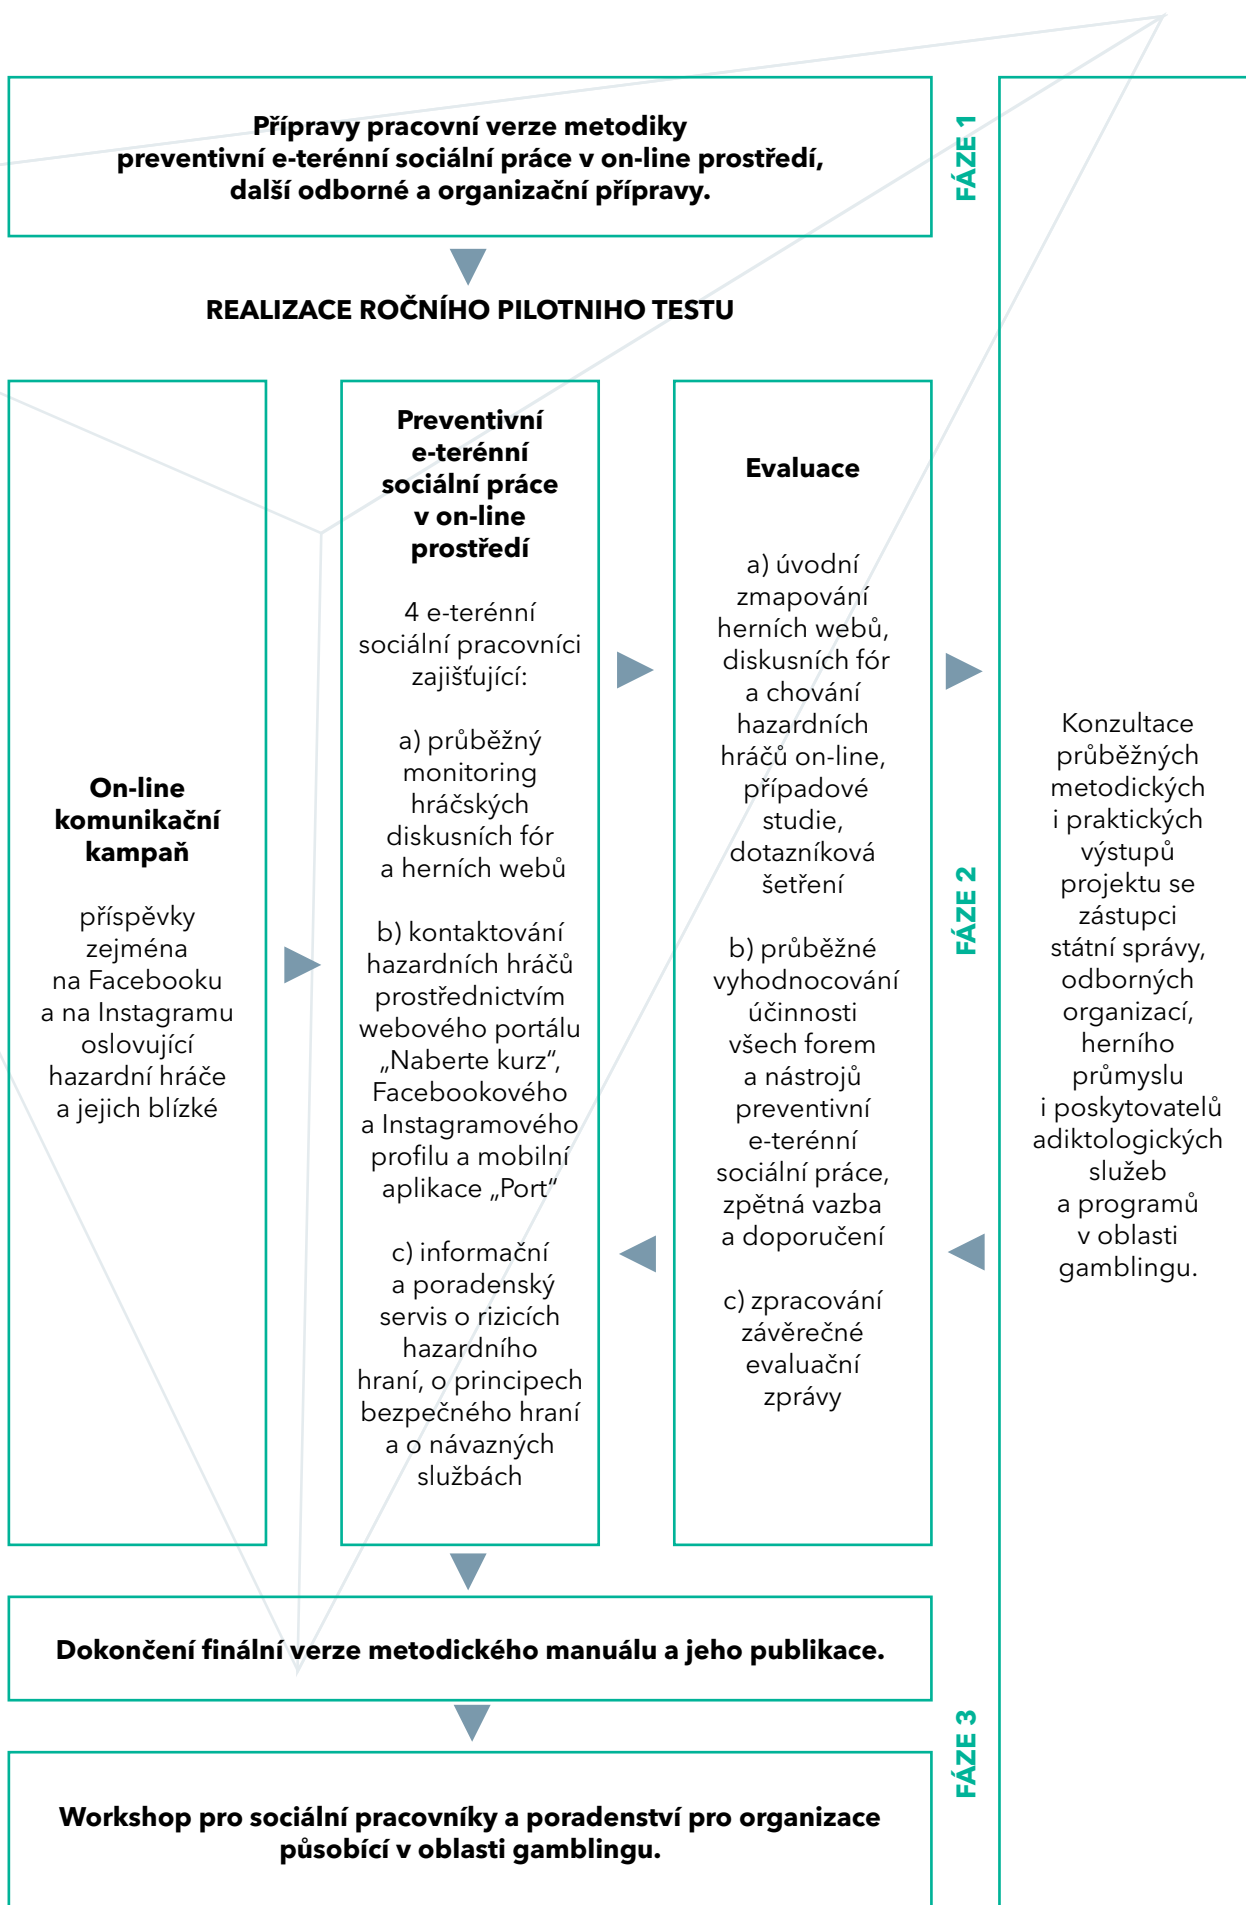 Přípravy pracovní verze metodiky
preventivní e-terénní sociální práce v on-line prostředí,
další odborné a organizační přípravy.
FÁZE 1
REALIZACE ROČNÍHO PILOTNIHO TESTU
On-line
komunikační
kampaň
příspěvky
zejména
na Facebooku
a na Instagramu
oslovující
hazardní hráče
a jejich blízké
Preventivní
e-terénní
sociální práce
v on-line
prostředí
4 e-terénní
sociální pracovníci
zajišťující:
a) průběžný
monitoring
hráčských
diskusních fór
a herních webů
b) kontaktování
hazardních hráčů
prostřednictvím
webového portálu
„Naberte kurz“,
Facebookového
a Instagramového
profilu a mobilní
aplikace „Port“
c) informační
a poradenský
servis o rizicích
hazardního
hraní, o principech
bezpečného hraní
a o návazných
službách
Evaluace
a) úvodní
zmapování
herních webů,
diskusních fór
a chování
hazardních
hráčů on-line,
případové
studie,
dotazníková
šetření
b) průběžné
vyhodnocování
účinnosti
všech forem
a nástrojů
preventivní
e-terénní
sociální práce,
zpětná vazba
a doporučení
c) zpracování
závěrečné
evaluační
zprávy
FÁZE 2
Konzultace
průběžných
metodických
i praktických
výstupů
projektu se
zástupci
státní správy,
odborných
organizací,
herního
průmyslu
i poskytovatelů
adiktologických
služeb
a programů
v oblasti
gamblingu.
Dokončení finální verze metodického manuálu a jeho publikace.
FÁZE 3
Workshop pro sociální pracovníky a poradenství pro organizace
působící v oblasti gamblingu.